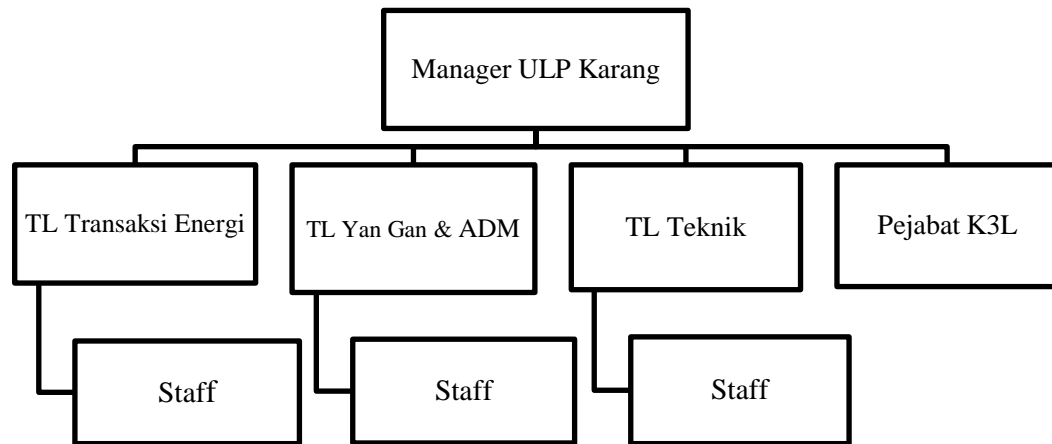 Manager ULP Karang
TL Transaksi Energi
TL Yan Gan & ADM
TL Teknik
Pejabat K3L
Staff
Staff
Staff